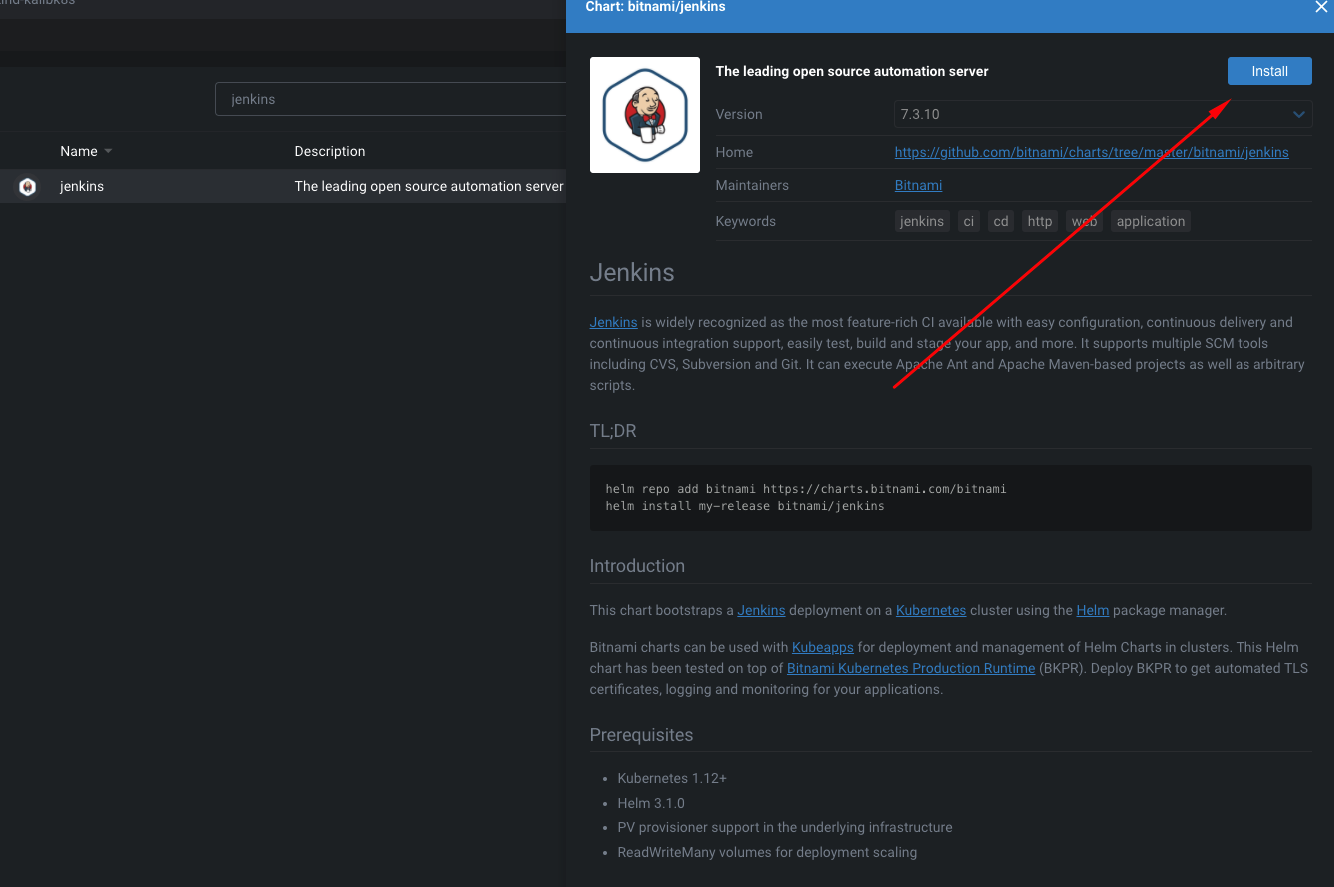 kind kalibkos
Chart: bitnami/jenkins
jenkins
Name
Description
jenkins
The leading open source automation server
The leading open source automation server
Install
Version
7.3.10
Home
https://github.com/bitnami/charts/tree/master/bitnami/jenkins
Maintainers
Bitnami
Keywords
jenkins ci cd http web application
Jenkins
Jenkins is widely recognized as the most feature-rich CI available with easy configuration, continuous delivery and
continuous integration support, easily test, build and stage your app, and more. It supports multiple SCM tools
including CVS, Subversion and Git. It can execute Apache Ant and Apache Maven-based projects as well as arbitrary
scripts.
TL;DR
helm repo add bitnami https://charts.bitnami.com/bitnami
helm install my-release bitnami/jenkins
Introduction
This chart bootstraps a Jenkins deployment on a Kubernetes cluster using the Helm package manager.
Bitnami charts can be used with Kubeapps for deployment and management of Helm Charts in clusters. This Helm
chart has been tested on top of Bitnami Kubernetes Production Runtime (BKPR). Deploy BKPR to get automated TLS
certificates, logging and monitoring for your applications.
Prerequisites
Kubernetes 1.12+
Helm 3.1.0
PV provisioner support in the underlying infrastructure
ReadWriteMany volumes for deployment scaling